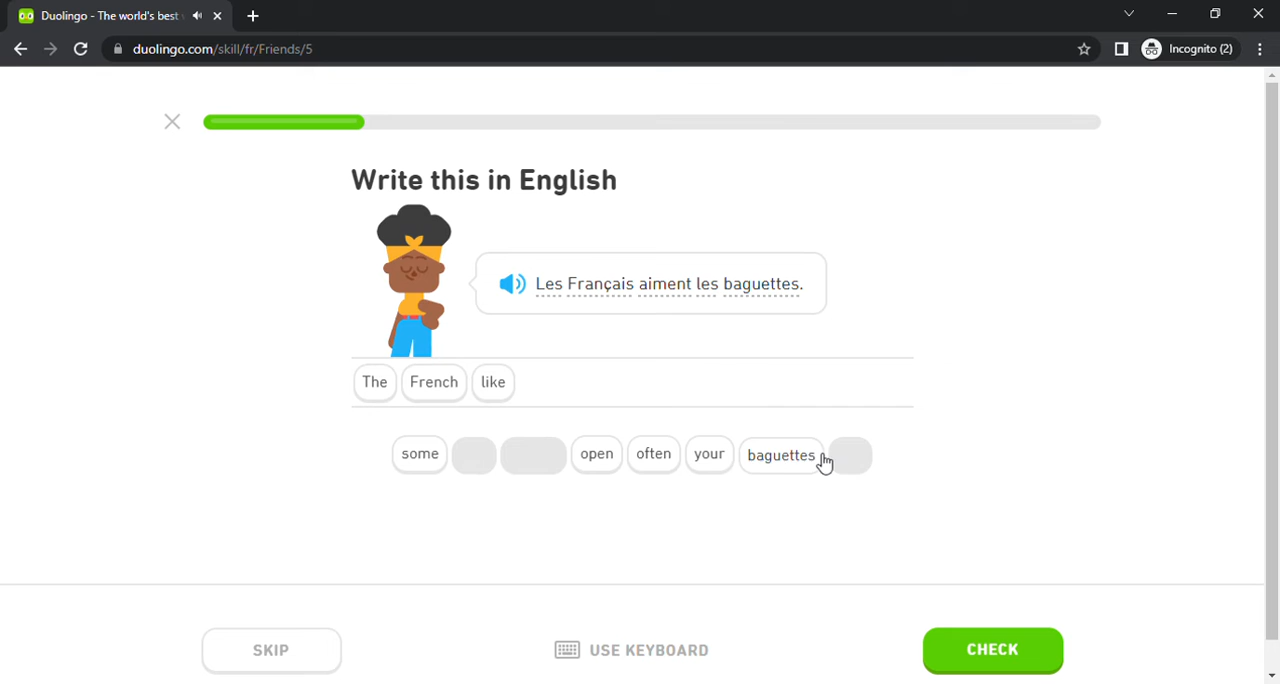 Duolingo - The world's best
duolingo.com/skill/fr/Friends/5
Incognito (2)
Write this in English
Les Français aiment les baguettes.
The French like
some open often your baguettes
SKIP
USE KEYBOARD
CHECK